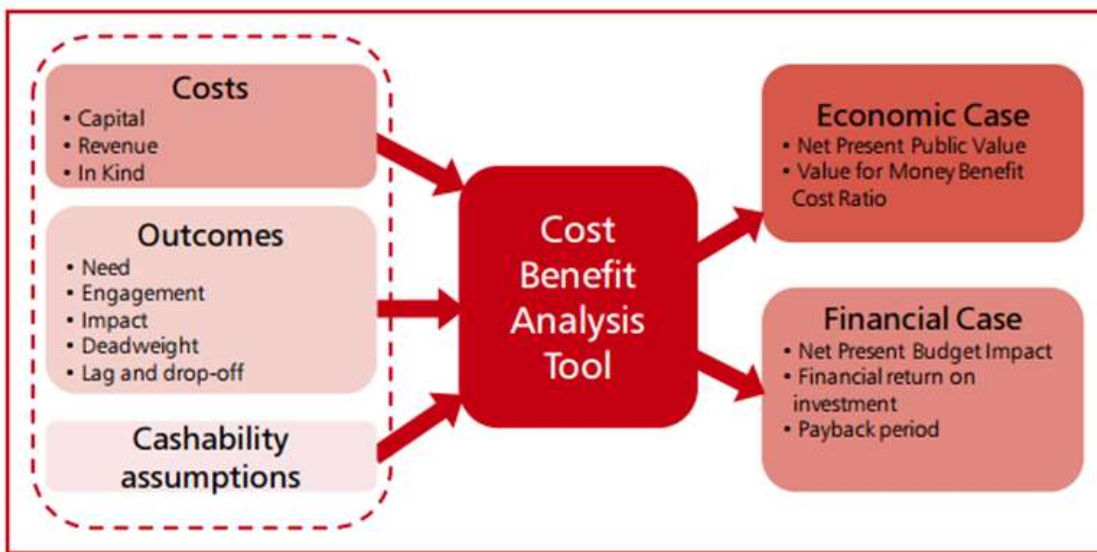 Costs
• Capital
• Revenue
• In Kind
Outcomes
• Need
• Engagement
• Impact
• Deadweight
• Lag and drop-off
Cashability
assumptions
Cost
Benefit
Analysis
Tool
Economic Case
• Net Present Public Value
• Value for Money Benefit
Cost Ratio
Financial Case
• Net Present Budget Impact
• Financial return on
investment
• Payback period